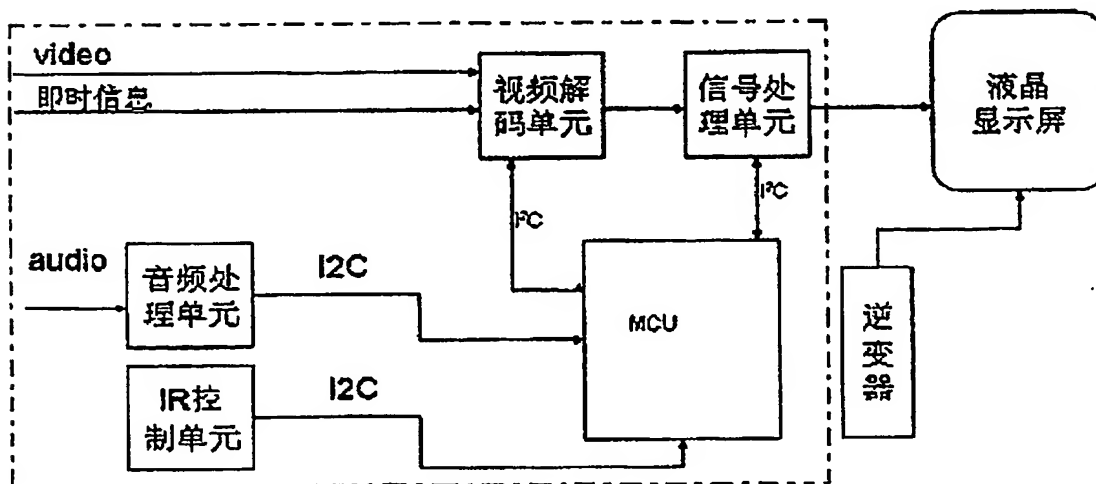 video
即时信息
视频解
码单元
信号处
理单元
液晶
显示屏
I²C
I²C
audio
音频处
理单元
I2C
MCU
逆
变
器
IR控
制单元
I2C